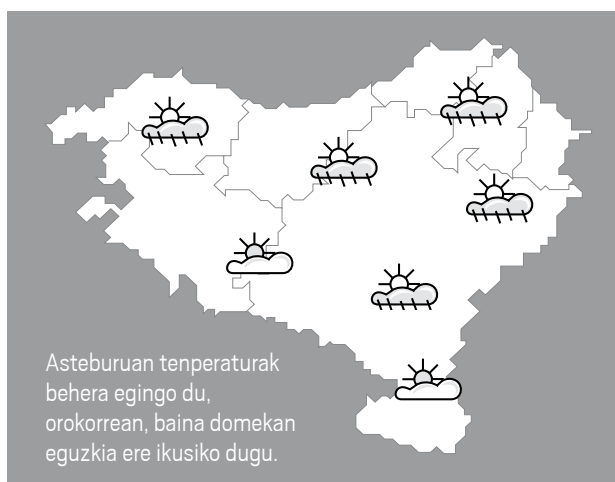 Asteburuan tenperaturak
behera egingo du,
orokorrean, baina domekan
eguzkia ere ikusiko dugu.